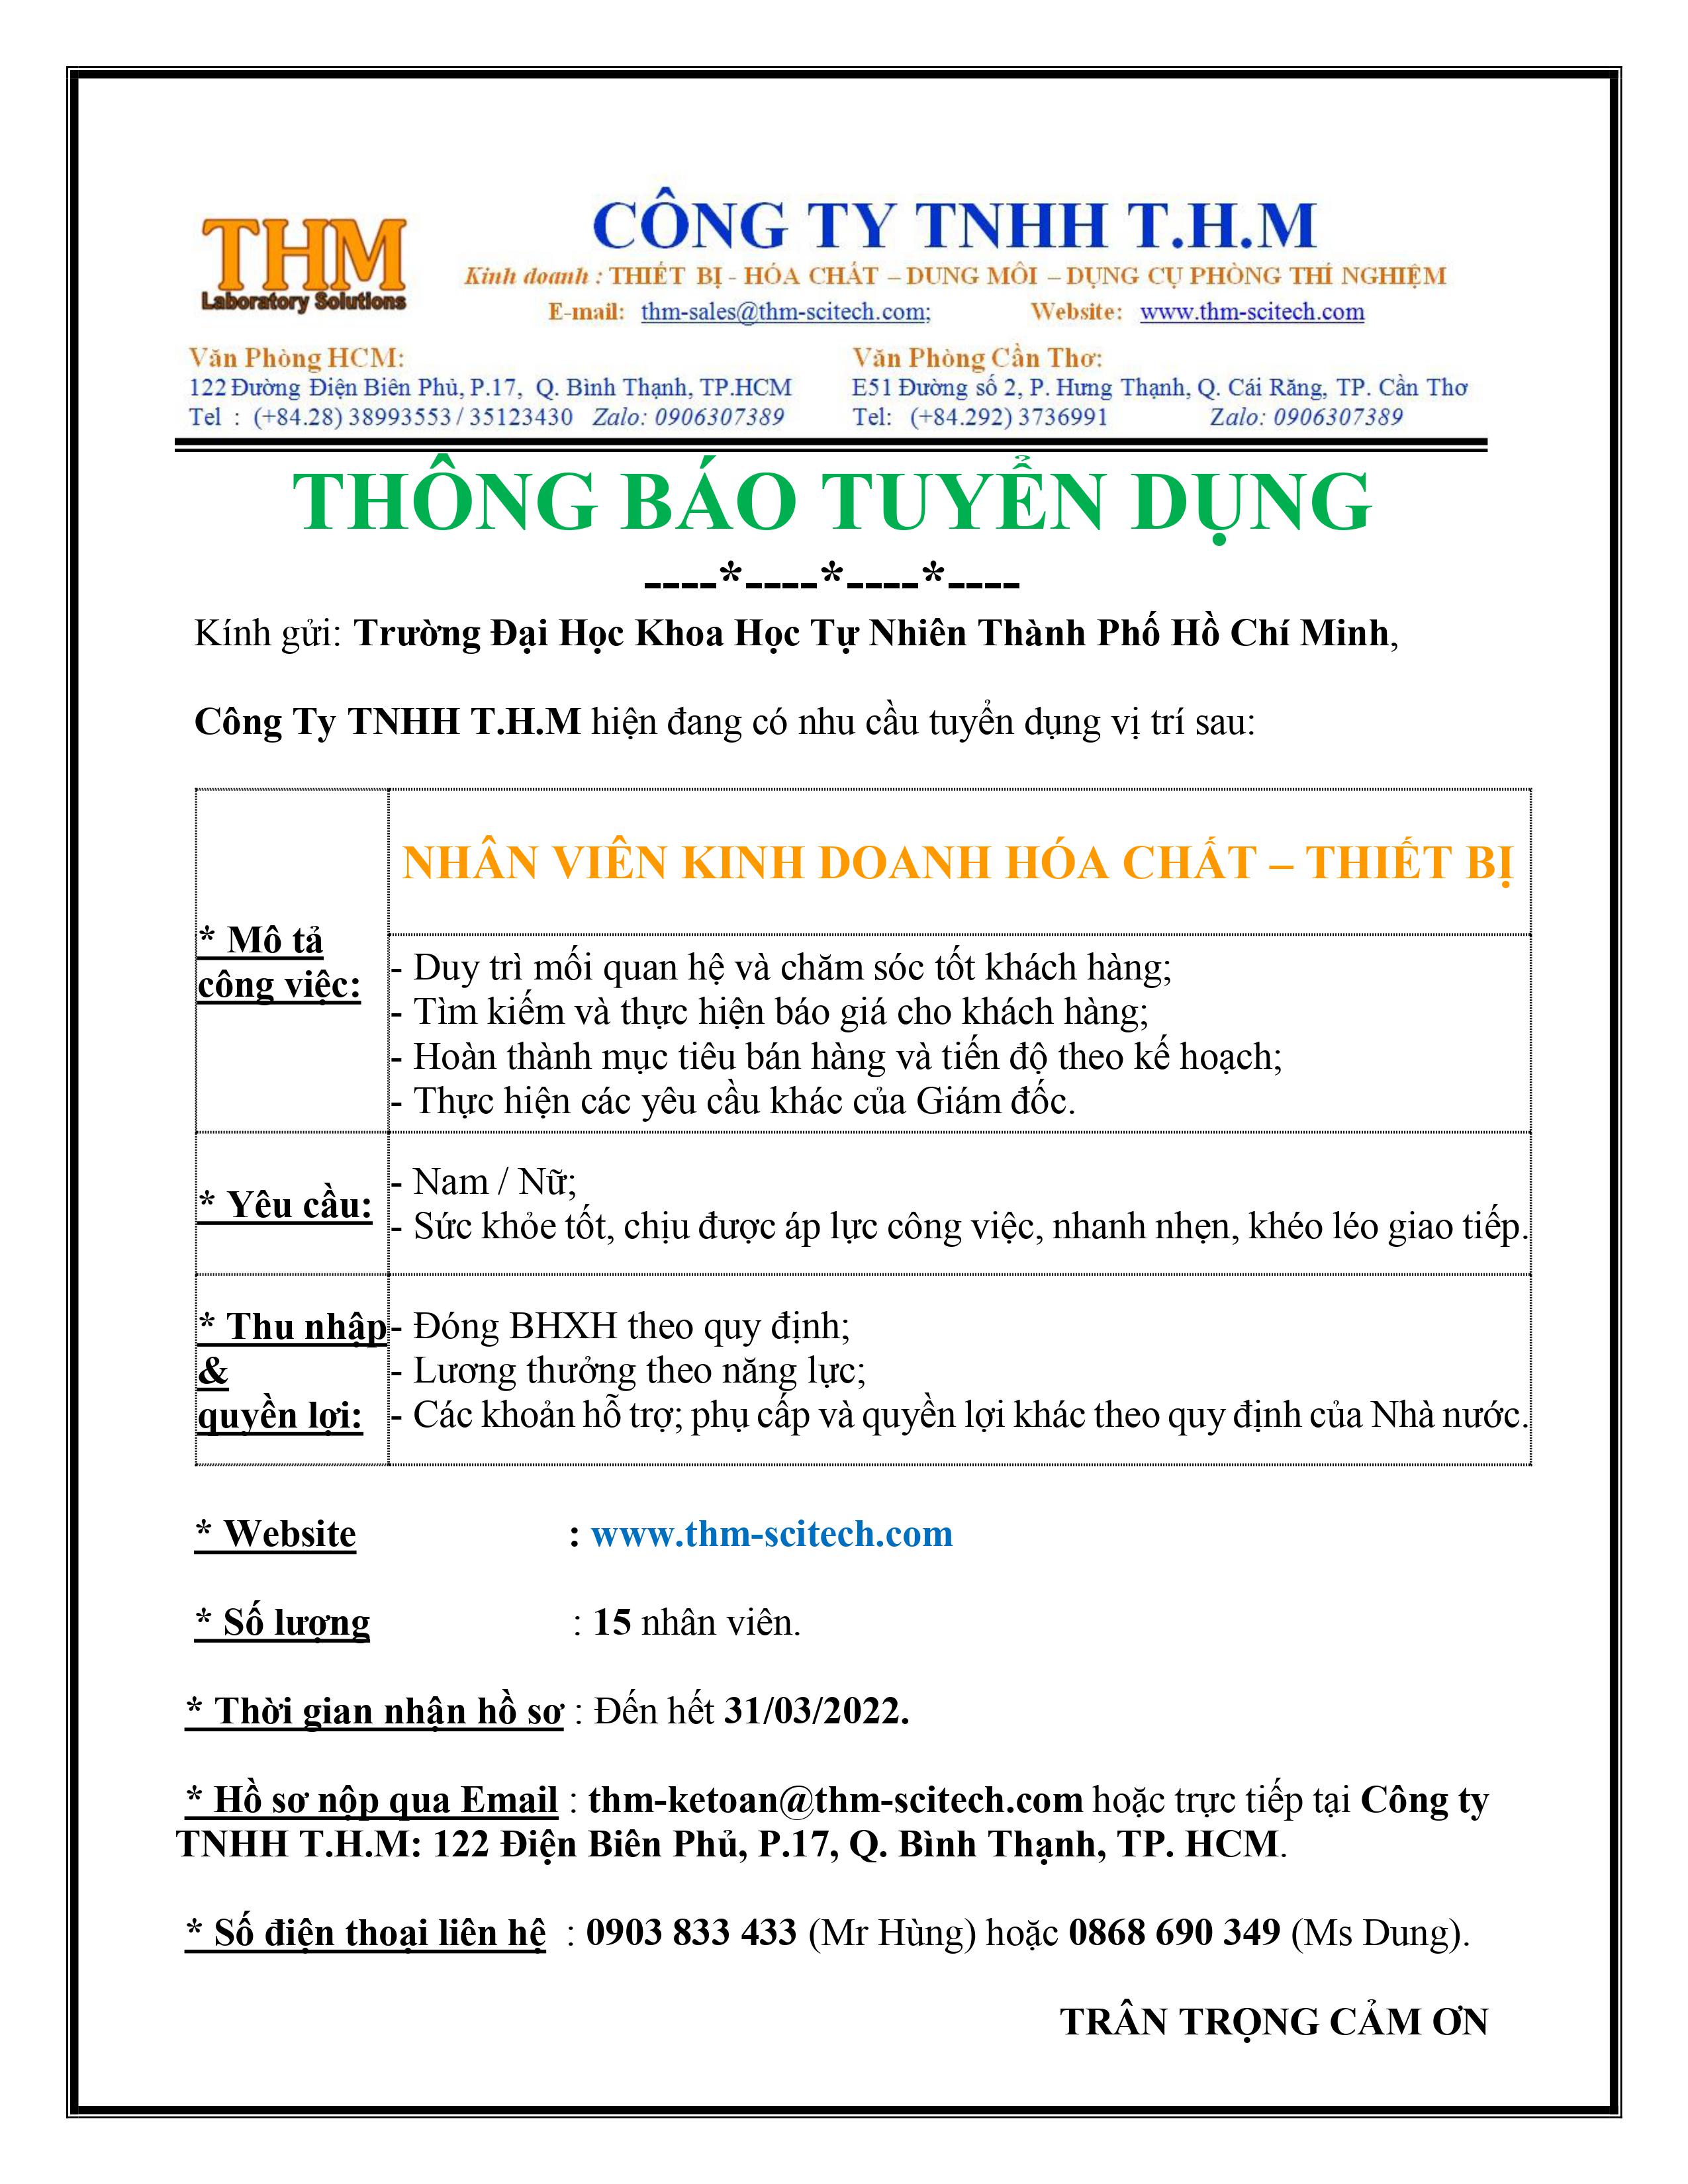 THM
Laboratory Solutions
CÔNG TY TNHH T.H.M
Kinh doanh : THIẾT BỊ - HÓA CHẤT – DUNG MÔI – DỤNG CỤ PHÒNG THÍ NGHIỆM
E-mail: thm-sales@thm-scitech.com; Website: www.thm-scitech.com
Văn Phòng HCM:
122 Đường Điện Biên Phủ, P.17, Q. Bình Thạnh, TP.HCM
Tel : (+84.28) 38993553 / 35123430 Zalo: 0906307389
Văn Phòng Cần Thơ:
E51 Đường số 2, P. Hưng Thạnh, Q. Cái Răng, TP. Cần Thơ
Tel: (+84.292) 3736991 Zalo: 0906307389
THÔNG BÁO TUYỂN DỤNG
----*----*----*----
Kính gửi: Trường Đại Học Khoa Học Tự Nhiên Thành Phố Hồ Chí Minh,
Công Ty TNHH T.H.M hiện đang có nhu cầu tuyển dụng vị trí sau:
* Mô tả
công việc:
NHÂN VIÊN KINH DOANH HÓA CHẤT – THIẾT BỊ
- Duy trì mối quan hệ và chăm sóc tốt khách hàng;
- Tìm kiếm và thực hiện báo giá cho khách hàng;
- Hoàn thành mục tiêu bán hàng và tiến độ theo kế hoạch;
- Thực hiện các yêu cầu khác của Giám đốc.
* Yêu cầu:
- Nam / Nữ;
- Sức khỏe tốt, chịu được áp lực công việc, nhanh nhẹn, khéo léo giao tiếp.
* Thu nhập
&
quyền lợi:
- Đóng BHXH theo quy định;
- Lương thưởng theo năng lực;
- Các khoản hỗ trợ; phụ cấp và quyền lợi khác theo quy định của Nhà nước.
* Website : www.thm-scitech.com
* Số lượng : 15 nhân viên.
* Thời gian nhận hồ sơ : Đến hết 31/03/2022.
* Hồ sơ nộp qua Email : thm-ketoan@thm-scitech.com hoặc trực tiếp tại Công ty
TNHH T.H.M: 122 Điện Biên Phủ, P.17, Q. Bình Thạnh, TP. HCM.
* Số điện thoại liên hệ : 0903 833 433 (Mr Hùng) hoặc 0868 690 349 (Ms Dung).
TRÂN TRỌNG CẢM ƠN